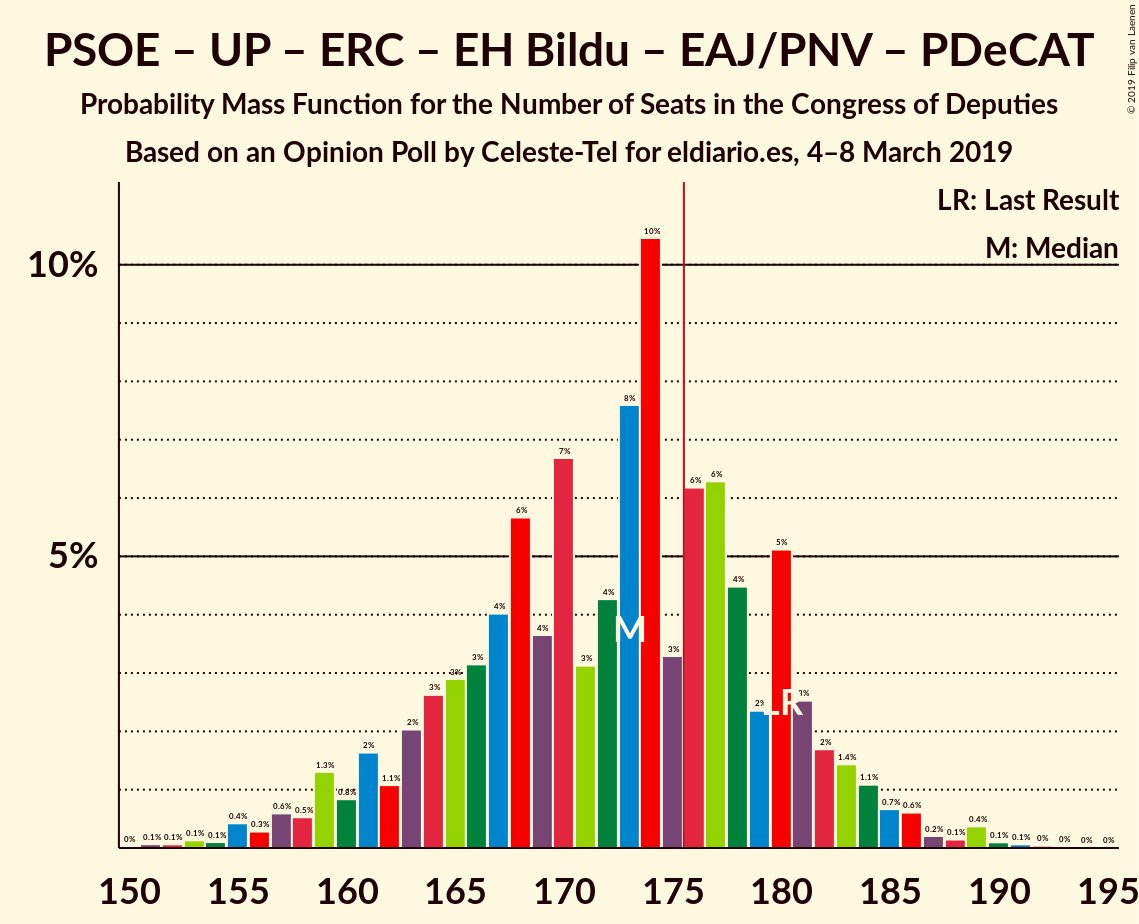 PSOE – UP – ERC – EH Bildu – EAJ/PNV – PDeCAT
Probability Mass Function for the Number of Seats in the Congress of Deputies
Based on an Opinion Poll by Celeste-Tel for eldiario.es, 4–8 March 2019
© 2019 Filip van Laenen
LR: Last Result
M: Median
10%
5%
0% 0.1% 0.1% 0.1% 0.1% 0.4% 0.3% 0.6% 0.5% 1.3% 0.8% 2% 1.1% 2% 3% 3% 3% 4% 6% 4% 7% 3% 4% 8% 10% 3% 6% 6% 4% 2% 5% 3% 2% 1.4% 1.1% 0.7% 0.6% 0.2% 0.1% 0.4% 0.1% 0.1% 0% 0% 0% 0%
M
LR
150 155 160 165 170 175 180 185 190 195